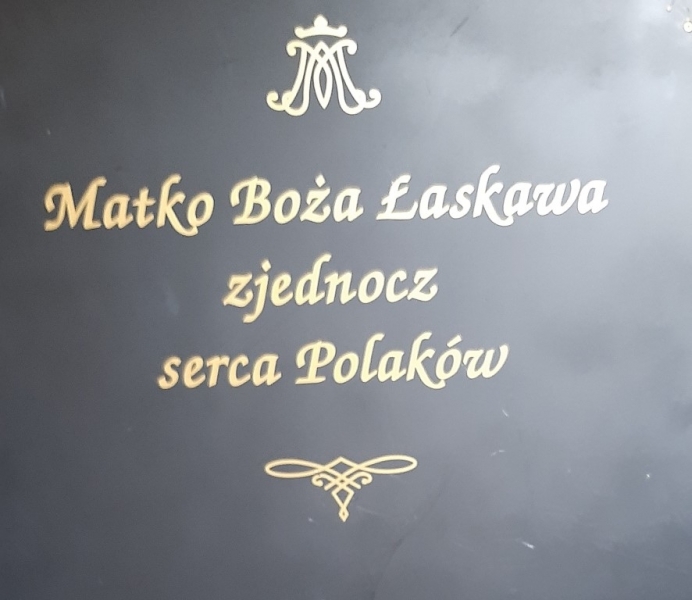 Matko Boża Łaskawa
zjednocz
serca Polaków